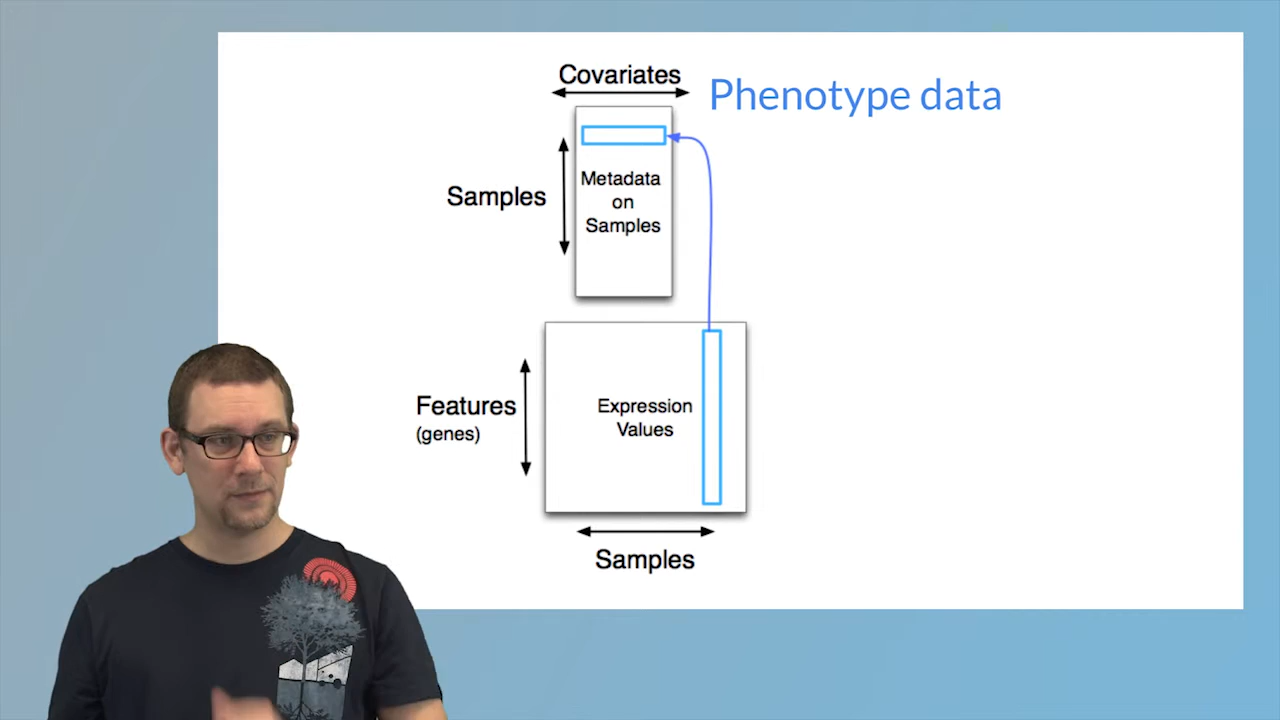 Covariates
Phenotype data
Samples
Metadata
on
Samples
Features
(genes)
Expression
Values
Samples